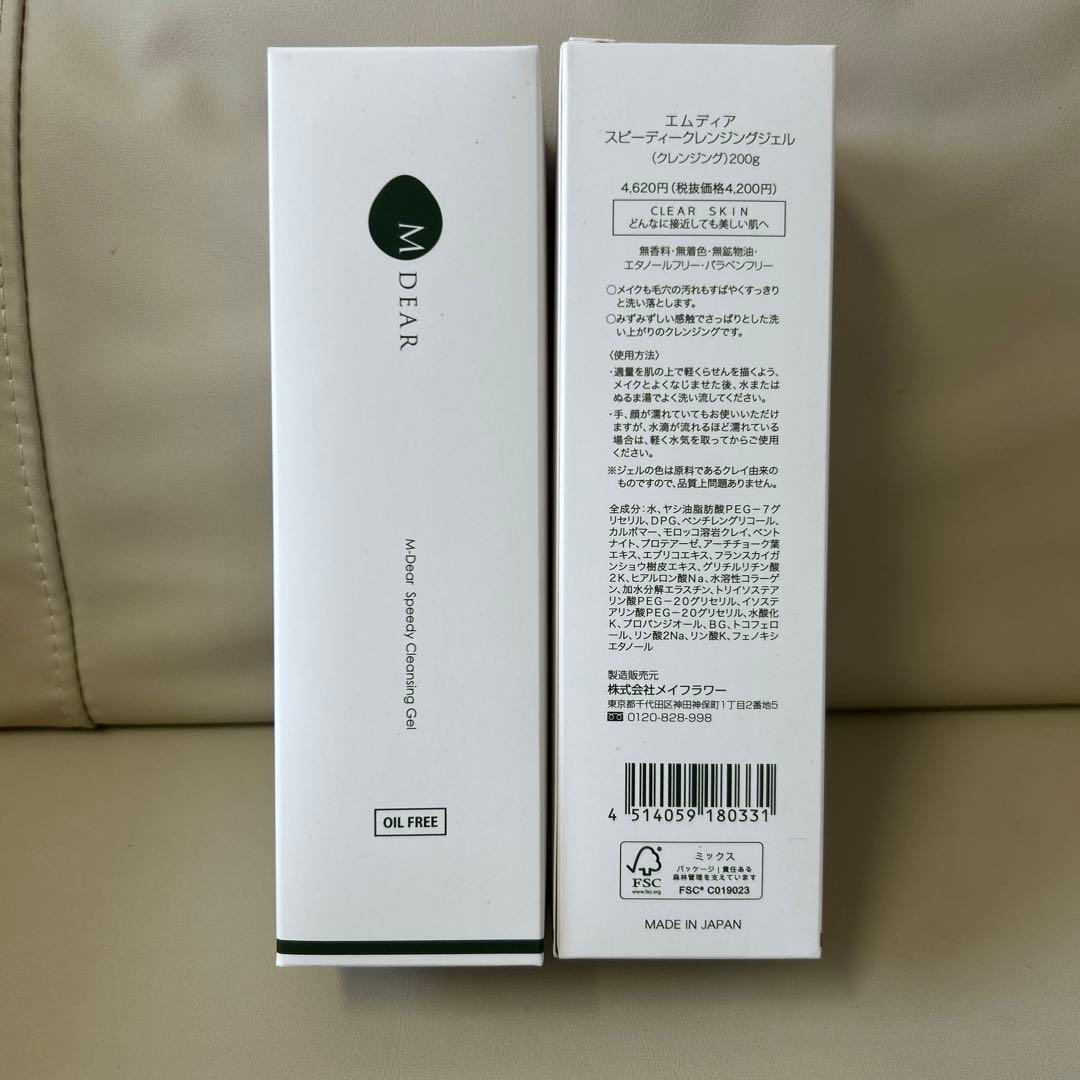 M
DEAR
M-Dear Speedy Cleansing Gel
OIL FREE
エムディア
スピーディークレンジングジェル
(クレンジング)200g
4,620円(税抜価格4,200円)
CLEAR SKIN
どんなに接近しても美しい肌へ
無香料・無着色・無鉱物油・
エタノールフリー・パラベンフリー
○メイクも毛穴の汚れもすばやくすっきり
と洗い落とします。
○みずみずしい感触でさっぱりとした洗
い上がりのクレンジングです。
〈使用方法〉
・適量を肌の上で軽くらせんを描くよう、
メイクとよくなじませた後、水または
ぬるま湯でよく洗い流してください。
・手、顔が濡れていてもお使いいただけ
ますが、水滴が流れるほど濡れている
場合は、軽く水気を取ってからご使用
ください。
※ジェルの色は原料であるクレイ由来の
ものですので、品質上問題ありません。
全成分:水、ヤシ油脂肪酸PEG-7グ
リセリル、DPG、ペンチレングリコール、
カルボマー、モロッコ溶岩クレイ、ベント
ナイト、プロテアーゼ、アーチチョーク葉
エキス、エブリコエキス、フランスカイガ
ンショウ樹皮エキス、グリチルリチン酸
2K、ヒアルロン酸Na、水溶性コラーゲ
ン、加水分解エラスチン、トリイソステア
リン酸PEG-20グリセリル、イソステ
アリン酸PEG-20グリセリル、水酸化
K、プロパンジオール、BG、トコフェロ
ール、リン酸2Na、リン酸K、フェノキシ
エタノール
製造販売元
株式会社メイフラワー
東京都千代田区神田神保町1丁目2番地5
0120-828-998
4 514059 180331
FSC
www.fsc.org
ミックス
パッケージ|責任ある
森林管理を支えています
FSC® C019023
MADE IN JAPAN